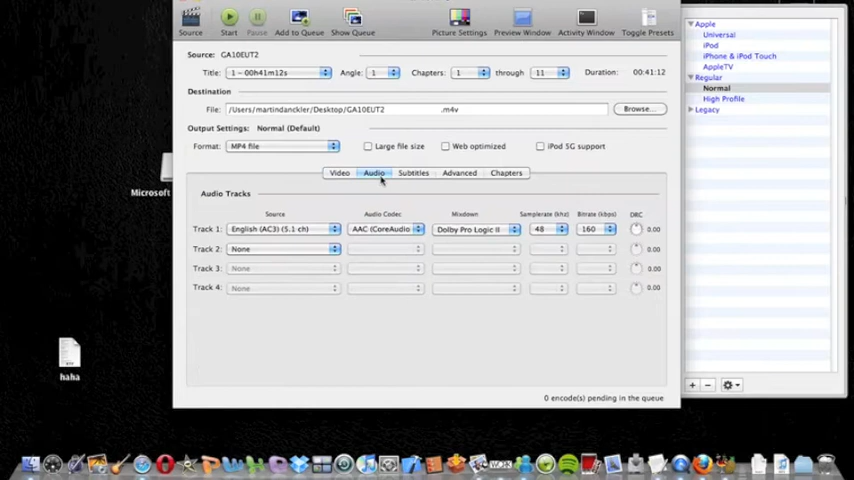 Source Start Pause Add to Queue Show Queue Picture Settings Preview Window Activity Window Toggle Presets
Source: GA10EUT2
Title: 1 - 00h41m12s Angle: 1 Chapters: 1 through 11 Duration: 00:41:12
Destination
File: /Users/martindanckler/Desktop/GA10EUT2 .m4v Browse...
Output Settings: Normal (Default)
Format: MP4 file Large file size Web optimized iPod 5G support
Video Audio Subtitles Advanced Chapters
Audio Tracks
Source Audio Codec Mixdown Samplerate (khz) Bitrate (kbps) DRC
Track 1: English (AC3) (5.1 ch) AAC (CoreAudio Dolby Pro Logic II 48 160 0.00
Track 2: None 0.00
Track 3: None 0.00
Track 4: None 0.00
0 encode(s) pending in the queue
Apple
Universal
iPod
iPhone & iPod Touch
AppleTV
Regular
Normal
High Profile
Legacy
Microsoft
haha